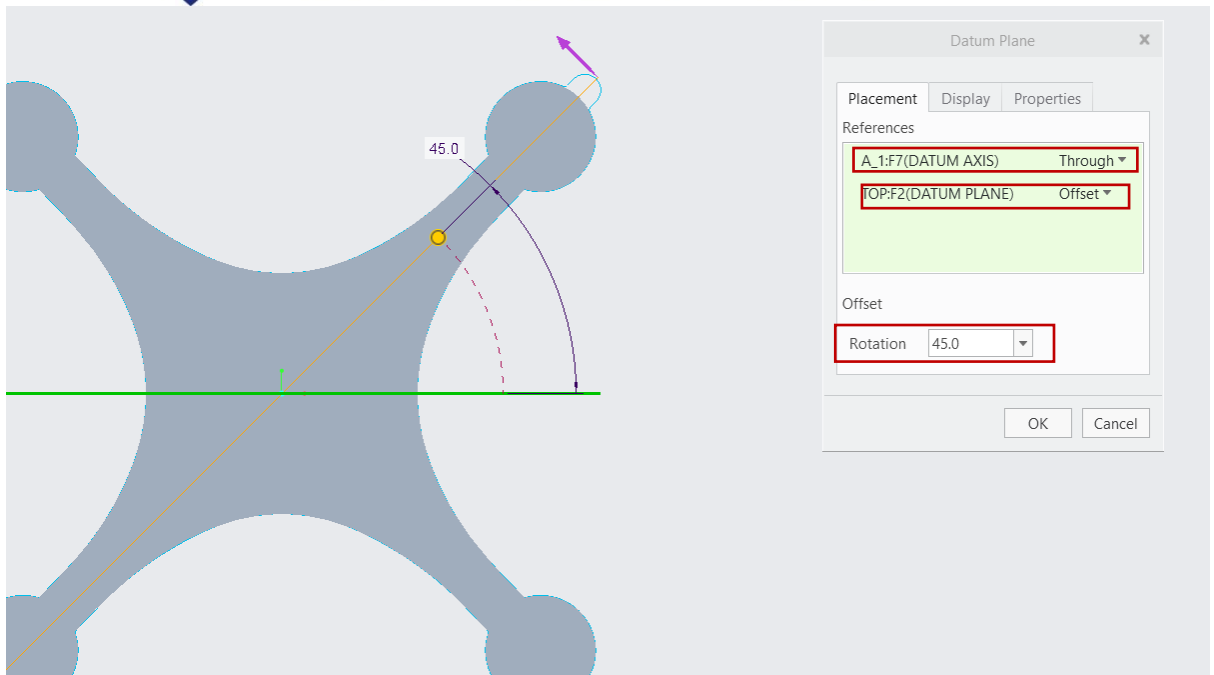 Datum Plane
Placement Display Properties
References
A_1:F7(DATUM AXIS) Through
TOP:F2(DATUM PLANE) Offset
45.0
Offset
Rotation 45.0
OK Cancel